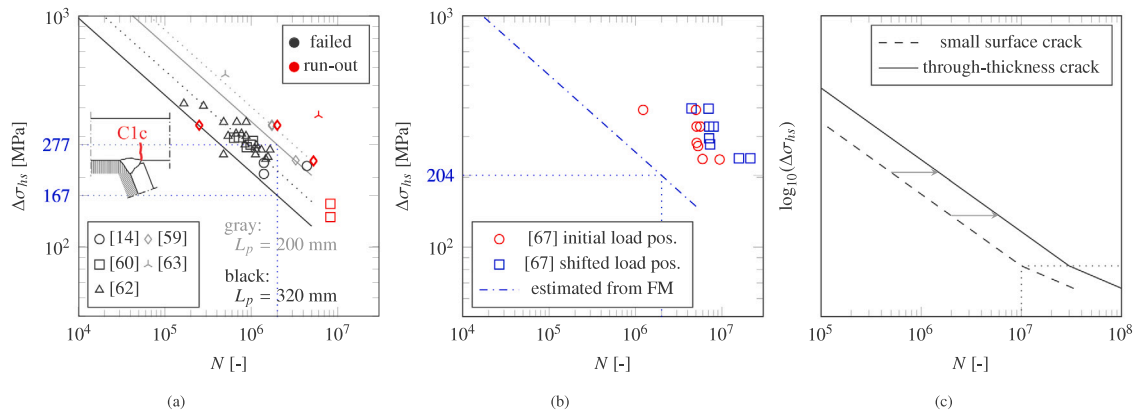 10^3
failed
run-out
C1c
277
167
Δσ_hs [MPa]
[14] [59]
[60] [63]
[62]
gray:
L_p = 200 mm
black:
L_p = 320 mm
10^2
10^4 10^5 10^6 10^7
N [-]
(a)
10^3
Δσ_hs [MPa]
204
10^2
[67] initial load pos.
[67] shifted load pos.
estimated from FM
10^4 10^5 10^6 10^7
N [-]
(b)
small surface crack
through-thickness crack
log_10(Δσ_hs)
10^5 10^6 10^7 10^8
N [-]
(c)